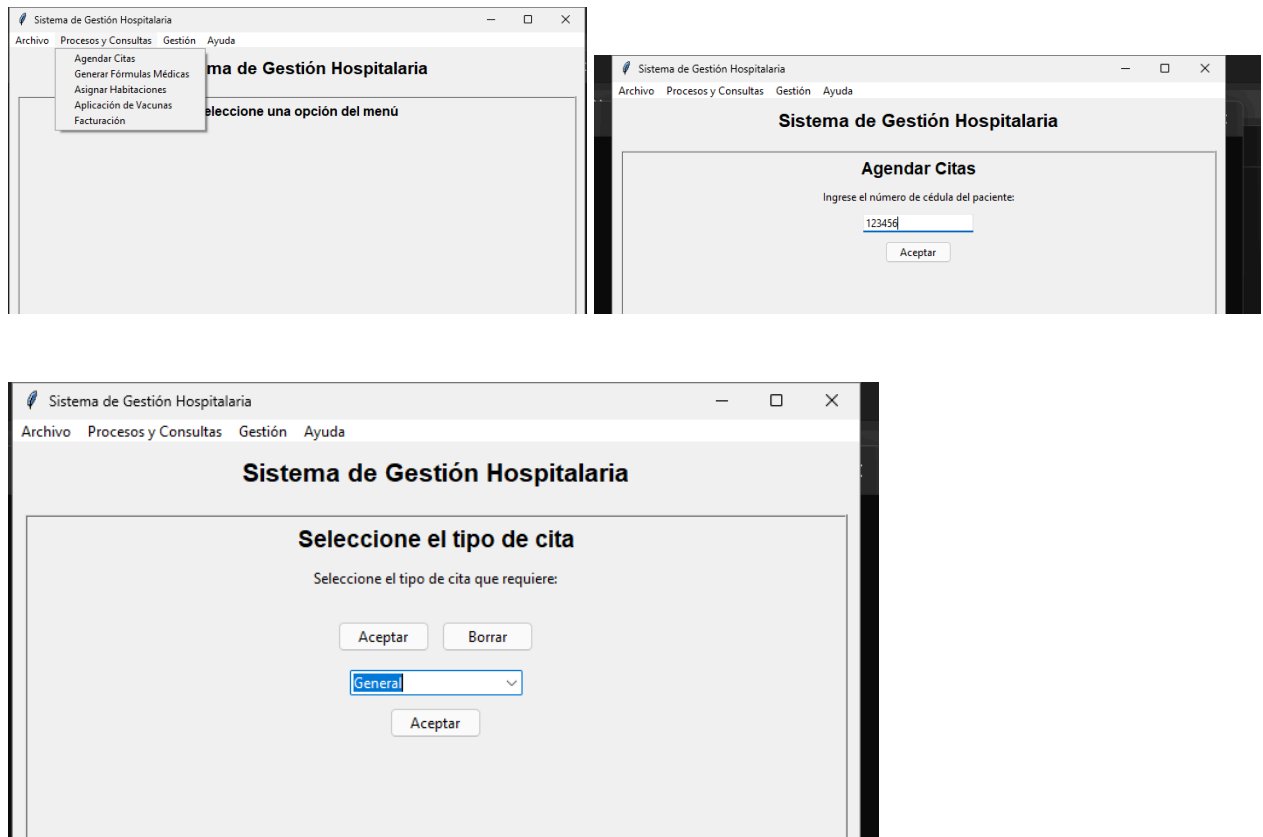 Sistema de Gestión Hospitalaria
Archivo Procesos y Consultas Gestión Ayuda
Agendar Citas
Generar Fórmulas Médicas
Asignar Habitaciones
Aplicación de Vacunas
Facturación
ma de Gestión Hospitalaria
eleccione una opción del menú
Sistema de Gestión Hospitalaria
Archivo Procesos y Consultas Gestión Ayuda
Sistema de Gestión Hospitalaria
Agendar Citas
Ingrese el número de cédula del paciente:
123456
Aceptar
Sistema de Gestión Hospitalaria
Archivo Procesos y Consultas Gestión Ayuda
Sistema de Gestión Hospitalaria
Seleccione el tipo de cita
Seleccione el tipo de cita que requiere:
Aceptar Borrar
General
Aceptar